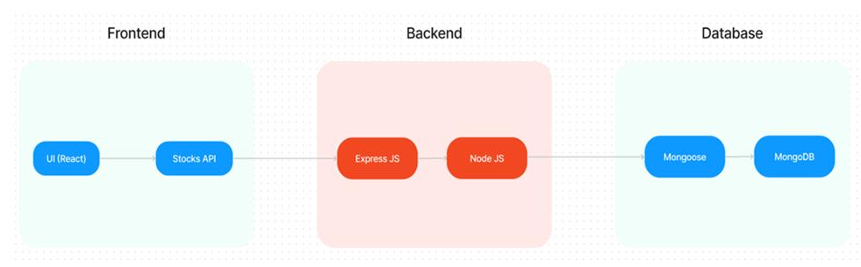 Frontend
Backend
Database
UI (React)
Stocks API
Express JS
Node JS
Mongoose
MongoDB